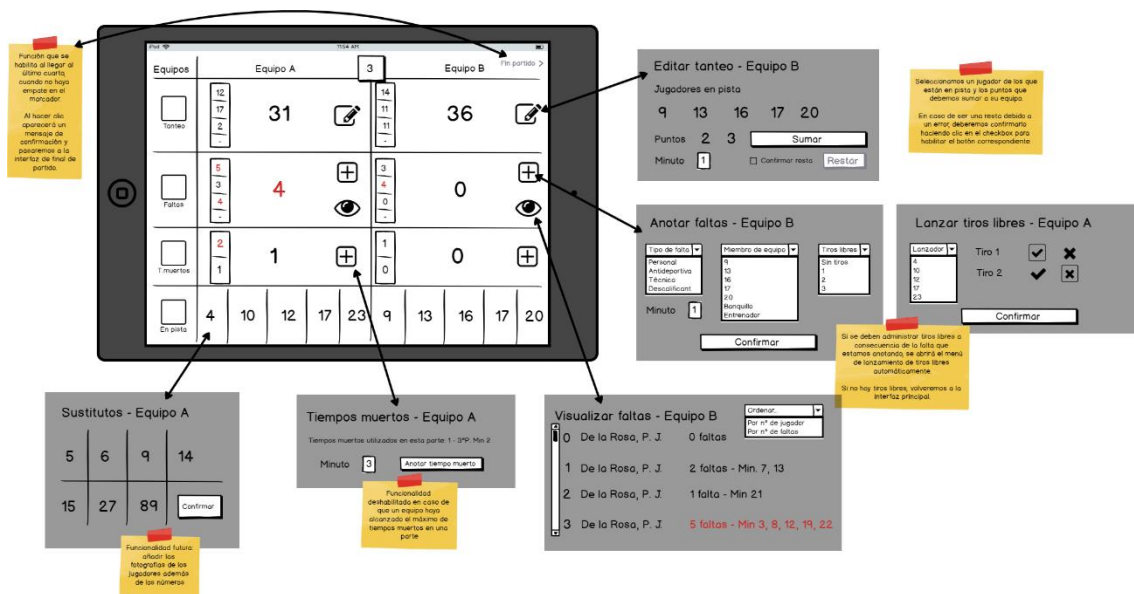 Función que se
habilita al llegar al
último cuarto,
cuando no haya
empate en el
marcador.
Al hacer clic
aparecerá un
mensaje de
confirmación y
pasaremos a la
interfaz de final de
partido.
iPad
11:54 AM
Fin partido >
Equipos
Equipo A
3
Equipo B
Tanteo
12
17
2
-
31
14
11
11
-
36
Faltas
5
3
4
-
4
3
4
0
-
0
T.muertos
2
1
1
1
0
0
En pista
4 10 12 17 23 9 13 16 17 20
Editar tanteo - Equipo B
Jugadores en pista
9 13 16 17 20
Puntos 2 3 Sumar
Minuto 1 Confirmar resta Restar
Seleccionamos un jugador de los que
están en pista y los puntos que
debemos sumar a su equipo.
En caso de ser una resta debido a
un error, deberemos confirmarlo
haciendo clic en el checkbox para
habilitar el botón correspondiente.
Anotar faltas - Equipo B
Tipo de falta
Personal
Antideportiva
Técnica
Descalificant
Miembro de equipo
9
13
16
17
20
Banquillo
Entrenador
Tiros libres
Sin tiros
1
2
3
Minuto 1
Confirmar
Lanzar tiros libres - Equipo A
Lanzador
4
10
12
17
23
Tiro 1
Tiro 2
Confirmar
Si se deben administrar tiros libres a
consecuencia de la falta que
estamos anotando, se abrirá el menú
de lanzamiento de tiros libres
automáticamente.
Si no hay tiros libres, volveremos a la
interfaz principal.
Sustitutos - Equipo A
5 6 9 14
15 27 89 Confirmar
Funcionalidad futura:
añadir las
fotografías de los
jugadores además
de los números
Tiempos muertos - Equipo A
Tiempos muertos utilizados en esta parte: 1 - 3ºP. Min 2
Minuto 3 Anotar tiempo muerto
Funcionalidad
deshabilitada en caso de
que un equipo haya
alcanzado el máximo de
tiempos muertos en una
parte
Visualizar faltas - Equipo B
Ordenar...
Por nº de jugador
Por nº de faltas
0 De la Rosa, P. J. 0 faltas
1 De la Rosa, P. J. 2 faltas - Min. 7, 13
2 De la Rosa, P. J. 1 falta - Min 21
3 De la Rosa, P. J. 5 faltas - Min 3, 8, 12, 19, 22